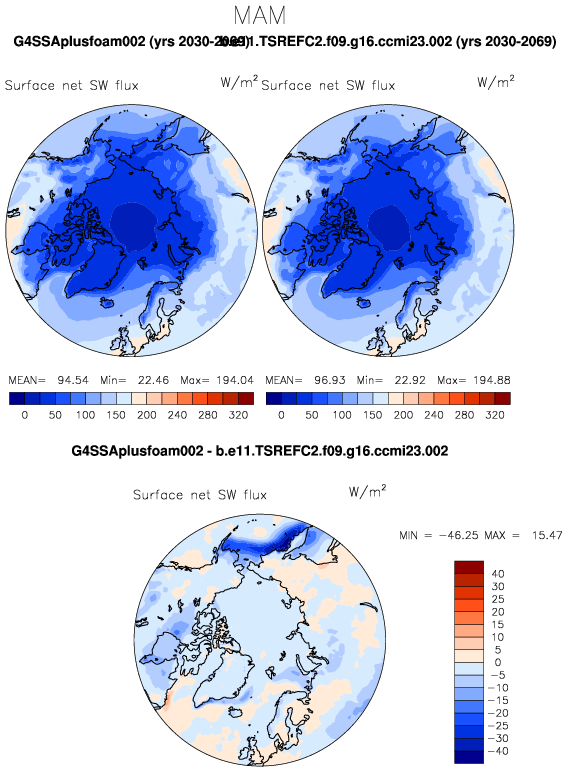 MAM
G4SSAplusfoam002 (yrs 2030-2069) b.e11.TSREFC2.f09.g16.ccmi23.002 (yrs 2030-2069)
Surface net SW flux W/m² Surface net SW flux W/m²
MEAN= 94.54 Min= 22.46 Max= 194.04 MEAN= 96.93 Min= 22.92 Max= 194.88
0 50 100 150 200 240 280 320 0 50 100 150 200 240 280 320
G4SSAplusfoam002 - b.e11.TSREFC2.f09.g16.ccmi23.002
Surface net SW flux W/m²
MIN = -46.25 MAX = 15.47
40
30
25
20
15
10
5
0
-5
-10
-15
-20
-25
-30
-40